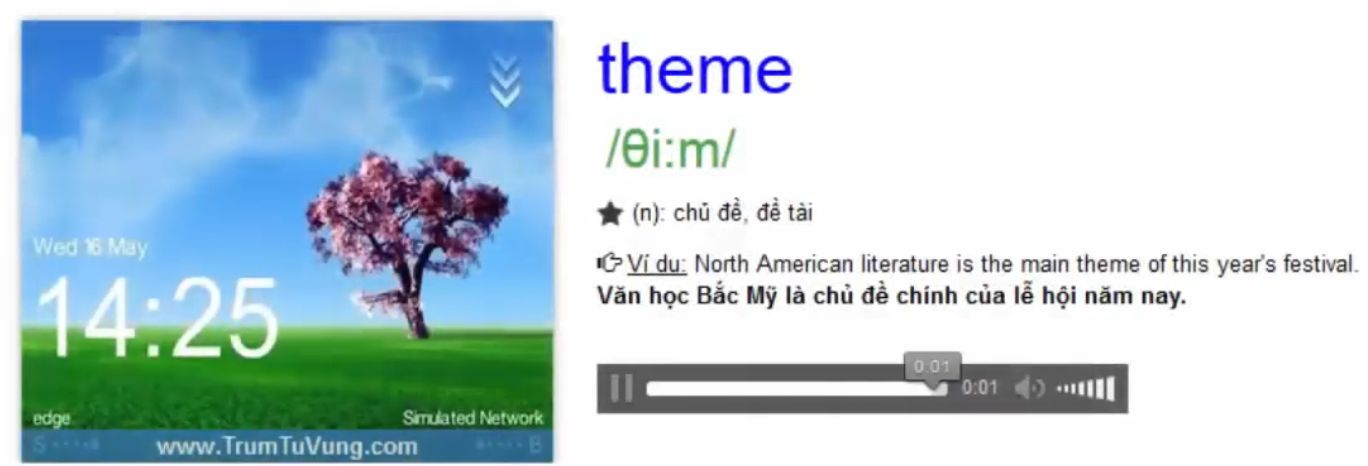 Wed 16 May
14:25
edge
Simulated Network
S
B
www.TrumTuVung.com
theme
/θi:m/
(n): chủ đề, đề tài
Ví dụ: North American literature is the main theme of this year's festival.
Văn học Bắc Mỹ là chủ đề chính của lễ hội năm nay.
0:01
0:01